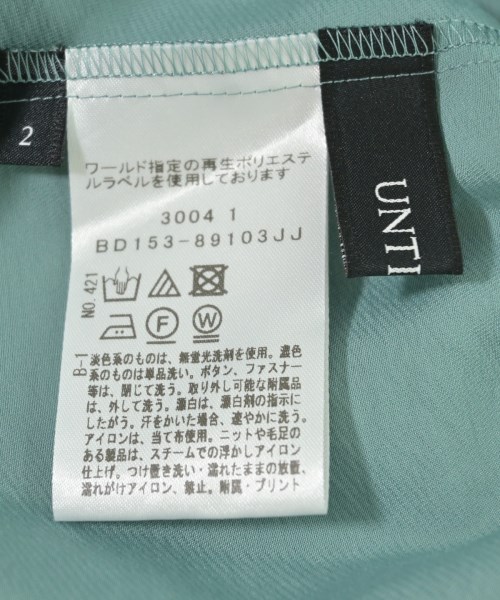 2
UNTI
ワールド指定の再生ポリエステ
ルラベルを使用しております
3004 1
BD153-89103JJ
NO.421
F
W
B-1
淡色系のものは、無蛍光洗剤を使用。濃色
系のものは単品洗い。ボタン、ファスナー
等は、閉じて洗う。取り外し可能な附属品
は、外して洗う。漂白は、漂白剤の指示に
したがう。汗をかいた場合、速やかに洗う。
アイロンは、当て布使用。ニットや毛足の
ある製品は、スチームでの浮かしアイロン
仕上げ。つけ置き洗い・濡れたままの放置、
濡れがけアイロン、禁止。附属・プリント